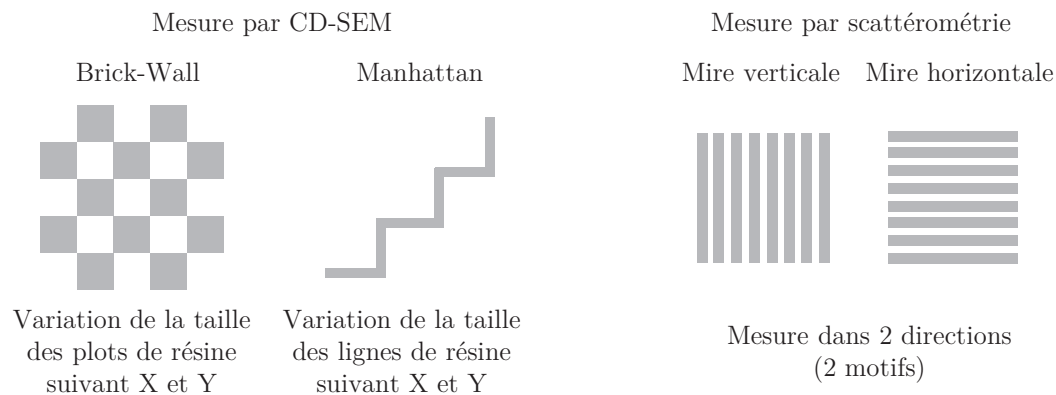 Mesure par CD-SEM
Brick-Wall
Manhattan
Variation de la taille
des plots de résine
suivant X et Y
Variation de la taille
des lignes de résine
suivant X et Y
Mesure par scattérométrie
Mire verticale
Mire horizontale
Mesure dans 2 directions
(2 motifs)